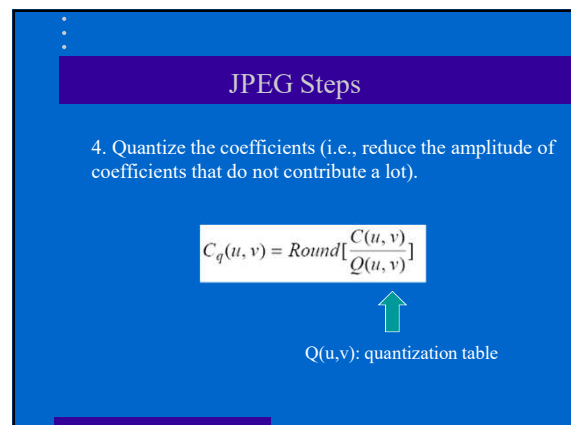 JPEG Steps
4. Quantize the coefficients (i.e., reduce the amplitude of
coefficients that do not contribute a lot).
C_q(u, v) = Round[C(u, v)/Q(u, v)]
Q(u,v): quantization table